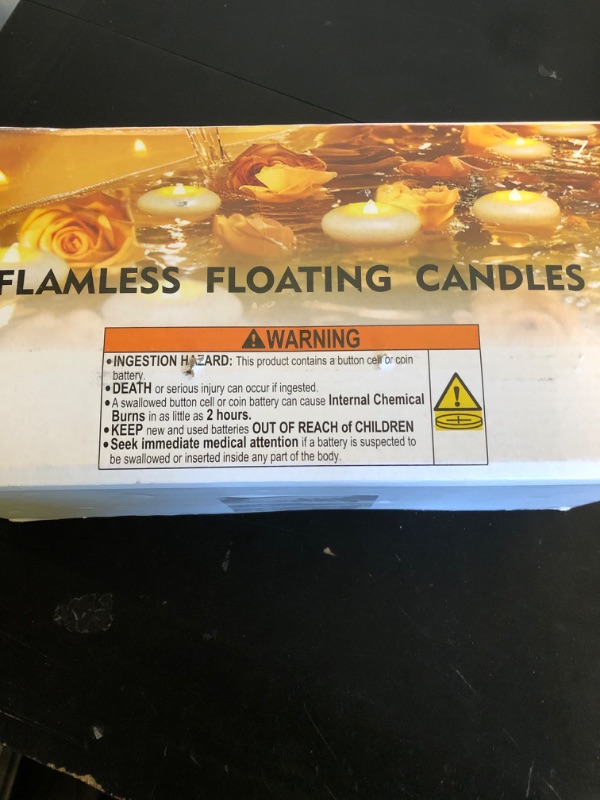 FLAMLESS FLOATING CANDLES
WARNING
•INGESTION HAZARD: This product contains a button cell or coin
battery.
•DEATH or serious injury can occur if ingested.
•A swallowed button cell or coin battery can cause Internal Chemical
Burns in as little as 2 hours.
•KEEP new and used batteries OUT OF REACH of CHILDREN
•Seek immediate medical attention if a battery is suspected to
be swallowed or inserted inside any part of the body.